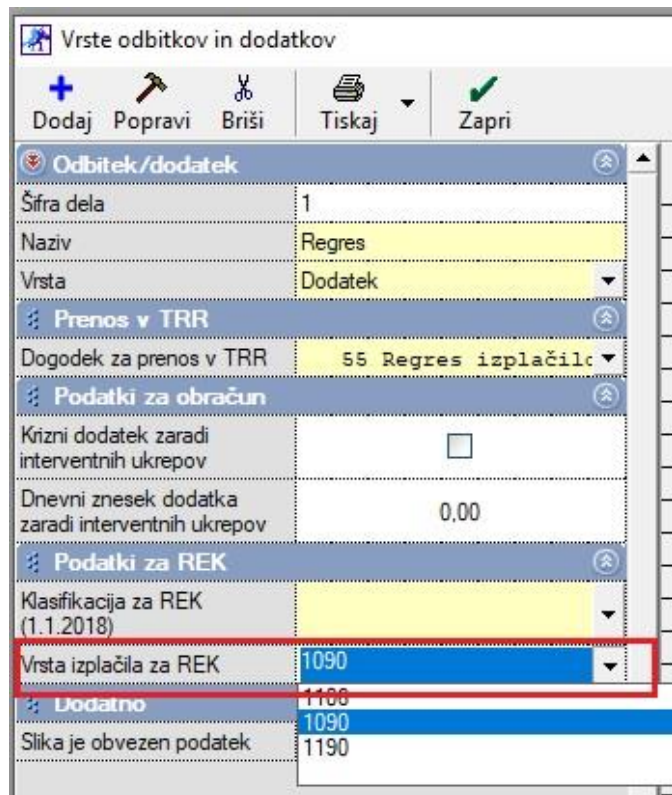 Vrste odbitkov in dodatkov
Dodaj Popravi Briši Tiskaj Zapri
Odbitek/dodatek
Šifra dela 1
Naziv Regres
Vrsta Dodatek
Prenos v TRR
Dogodek za prenos v TRR 55 Regres izplačilo
Podatki za obračun
Krizni dodatek zaradi
interventnih ukrepov
Dnevni znesek dodatka
zaradi interventnih ukrepov 0,00
Podatki za REK
Klasifikacija za REK
(1.1.2018)
Vrsta izplačila za REK 1090
Dodatno
1090
Slika je obvezen podatek 1190